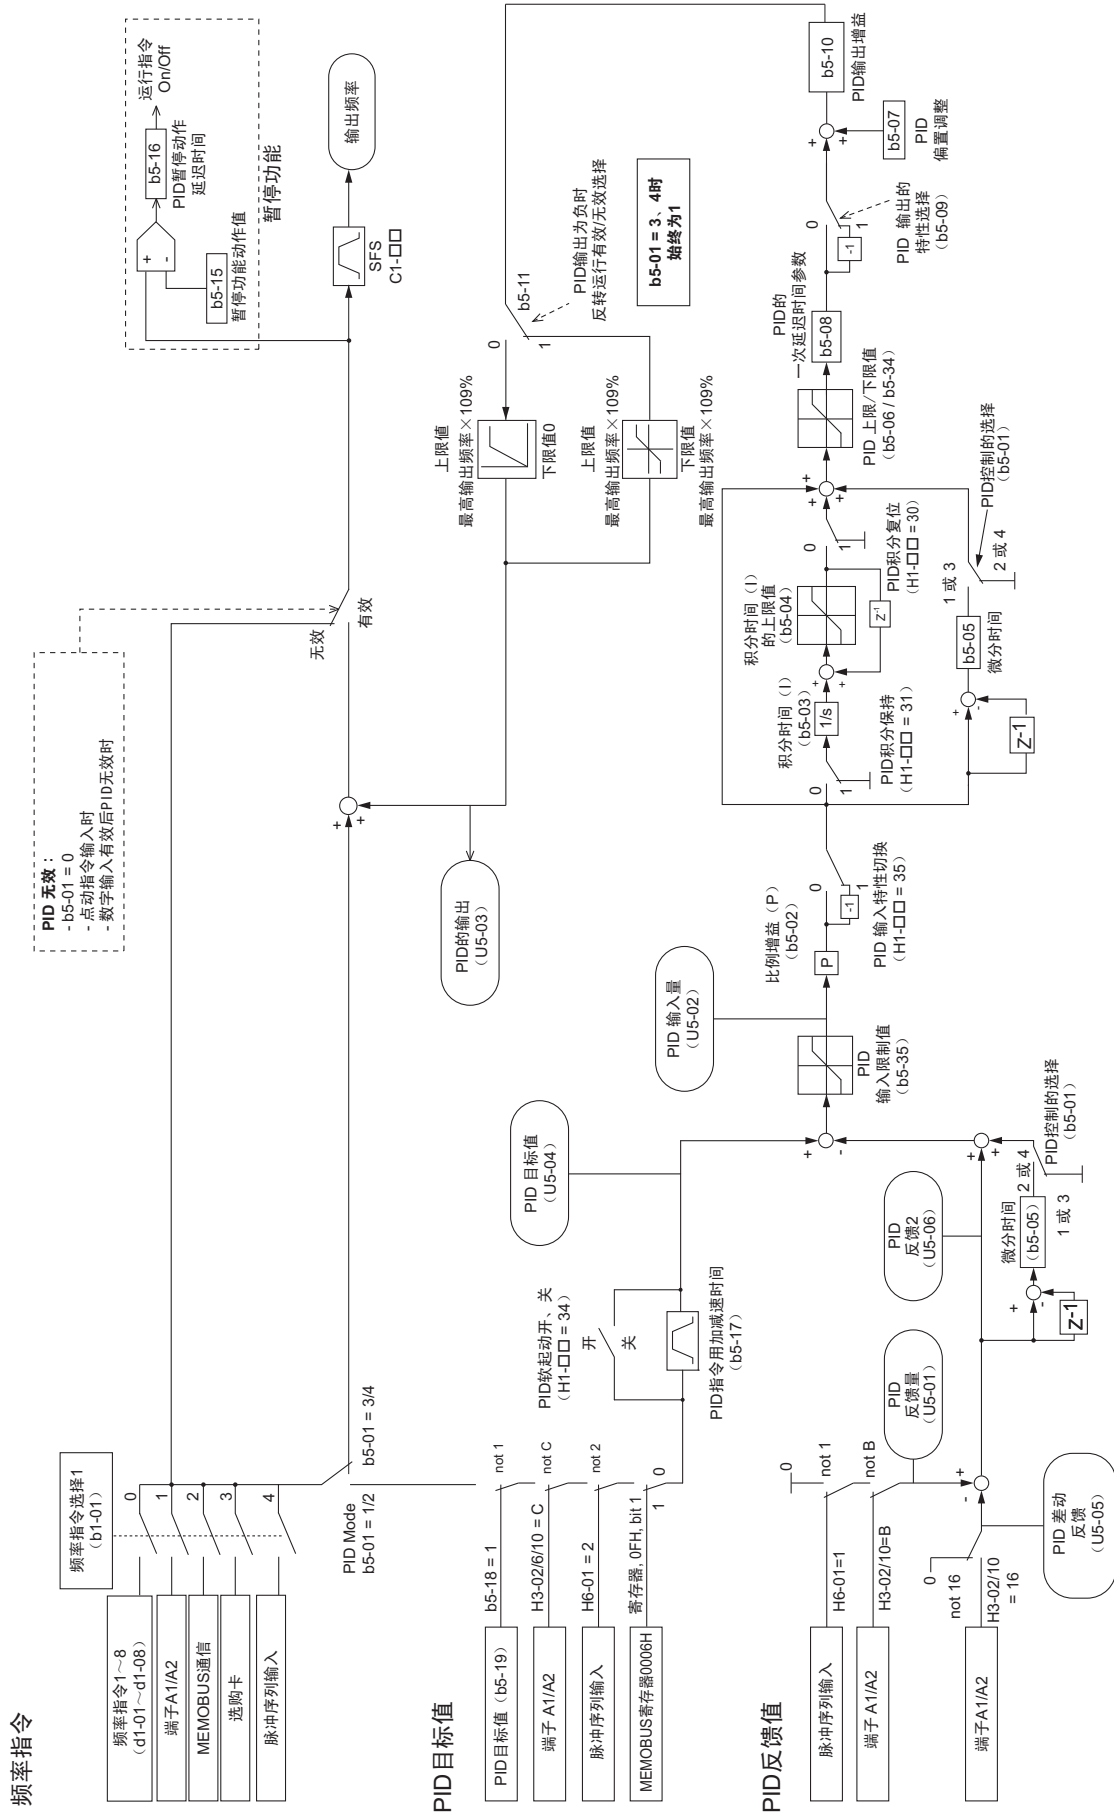 频率指令
频率指令选择1
(b1-01)
频率指令1～8
(d1-01～d1-08)
端子A1/A2
MEMOBUS通信
选购卡
脉冲序列输入
0
1
2
3
4
PID Mode
b5-01 = 1/2
b5-01 = 3/4
PID 无效：
- b5-01 = 0
- 点动指令输入时
- 数字输入有效后PID无效时
无效
有效
+
+
暂停功能
+
-
b5-15
暂停功能动作值
b5-16
PID暂停动作
延迟时间
运行指令
On/Off
SFS
C1-□□
输出频率
PID的输出
(U5-03)
上限值
最高输出频率×109%
下限值0
上限值
最高输出频率×109%
下限值
最高输出频率×109%
0
1
b5-11
PID输出为负时
反转运行有效/无效选择
b5-01 = 3、4时
始终为1
PID目标值
PID目标值（b5-19）
端子 A1/A2
脉冲序列输入
MEMOBUS寄存器0006H
b5-18 = 1
not 1
H3-02/6/10 = C
not C
H6-01 = 2
not 2
寄存器, 0FH, bit 1
1
0
PID软起动开、关
(H1-□□ = 34)
开
关
PID指令用加减速时间
(b5-17)
PID 目标值
（U5-04）
PID 输入量
（U5-02）
+
-
PID
输入限制值
(b5-35)
比例增益（P）
(b5-02)
P
0
-1
1
PID 输入特性切换
（H1-□□ = 35）
0
1
PID积分保持
（H1-□□ = 31）
积分时间（I）
(b5-03)
1/s
+
+
积分时间（I）
的上限值
（b5-04）
Z-1
0
1
PID积分复位
(H1-□□ = 30)
+
+
+
+
-
Z-1
b5-05
微分时间
1 或 3
2 或 4
PID控制的选择
(b5-01)
PID 上限/下限值
(b5-06 / b5-34)
PID的
一次延迟时间参数
b5-08
0
-1
1
PID 输出的
特性选择
(b5-09)
+
+
b5-07
PID
偏置调整
b5-10
PID输出增益
PID反馈值
脉冲序列输入
端子 A1/A2
端子A1/A2
H6-01=1
0
not 1
H3-02/10=B
not B
0
not 16
H3-02/10
= 16
PID
反馈量
（U5-01）
+
-
PID 差动
反馈
(U5-05)
PID
反馈2
（U5-06）
+
-
Z-1
微分时间
（b5-05）
2 或 4
1 或 3
+
+
PID控制的选择
(b5-01)